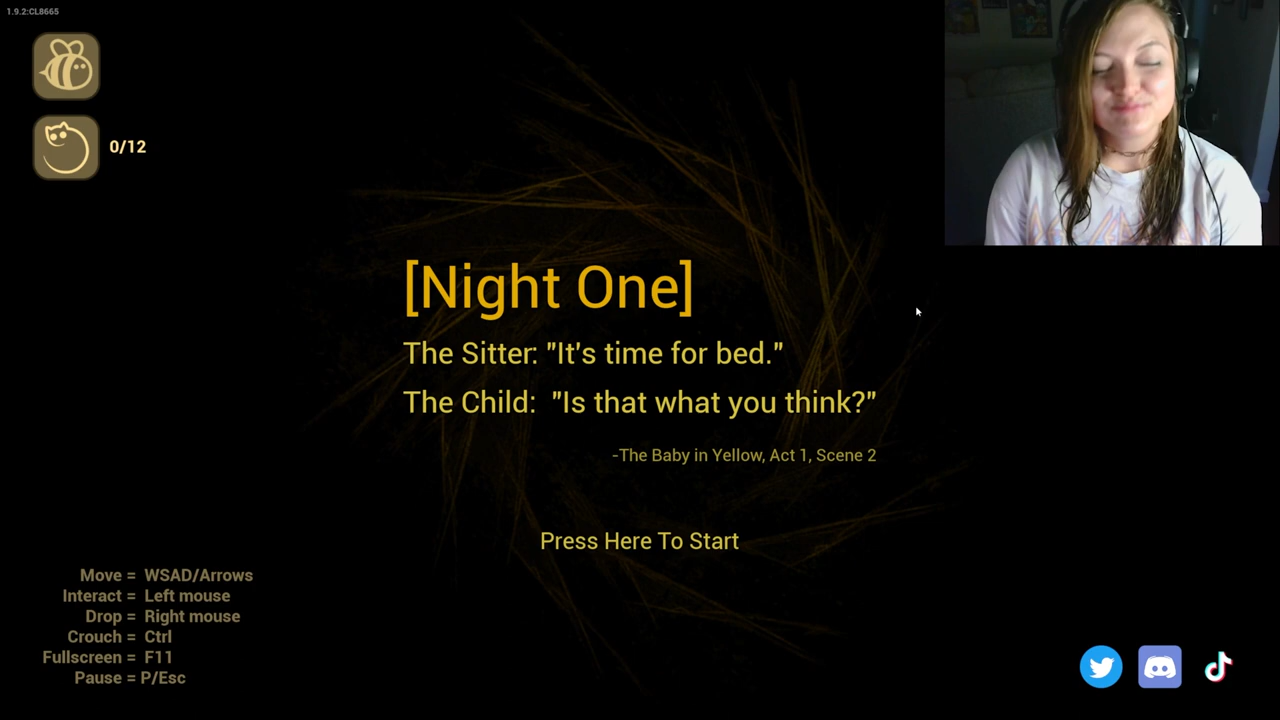 1.9.2:CL8665
0/12
[Night One]
The Sitter: "It's time for bed."
The Child: "Is that what you think?"
-The Baby in Yellow, Act 1, Scene 2
Press Here To Start
Move = WSAD/Arrows
Interact = Left mouse
Drop = Right mouse
Crouch = Ctrl
Fullscreen = F11
Pause = P/Esc